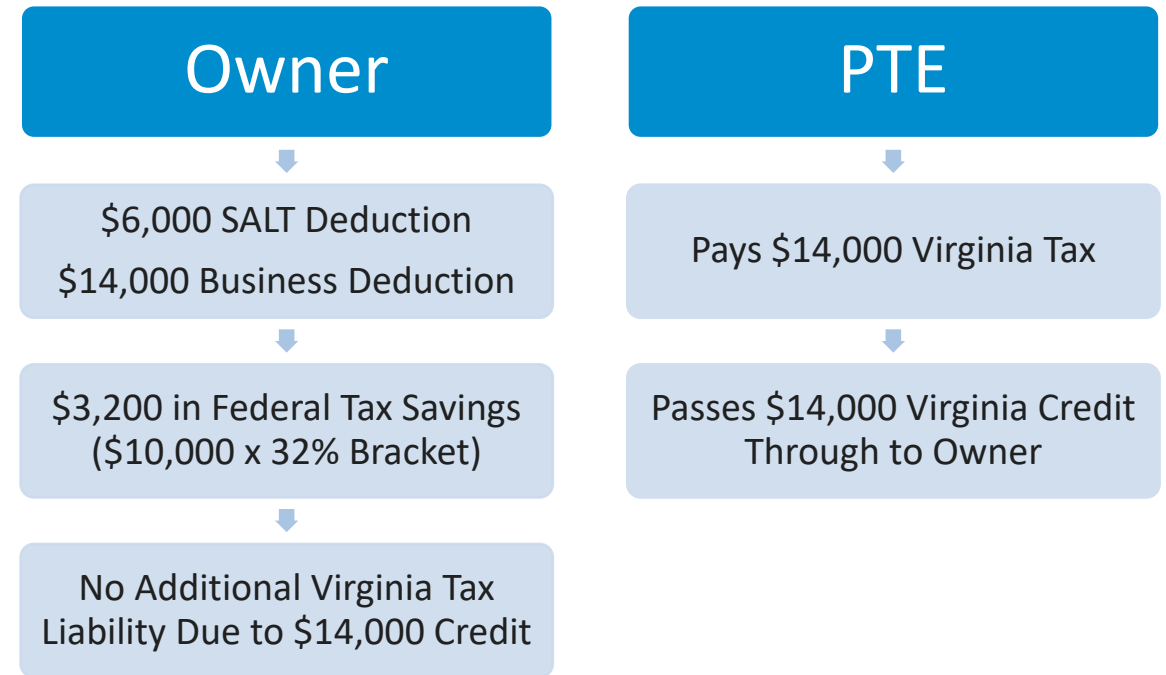 Owner
$6,000 SALT Deduction
$14,000 Business Deduction
$3,200 in Federal Tax Savings
($10,000 x 32% Bracket)
No Additional Virginia Tax
Liability Due to $14,000 Credit
PTE
Pays $14,000 Virginia Tax
Passes $14,000 Virginia Credit
Through to Owner